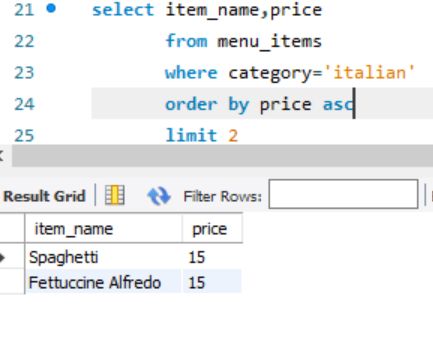 21 select item_name,price
22 from menu_items
23 where category='italian'
24 order by price asc
25 limit 2
Result Grid Filter Rows:
item_name price
Spaghetti 15
Fettuccine Alfredo 15